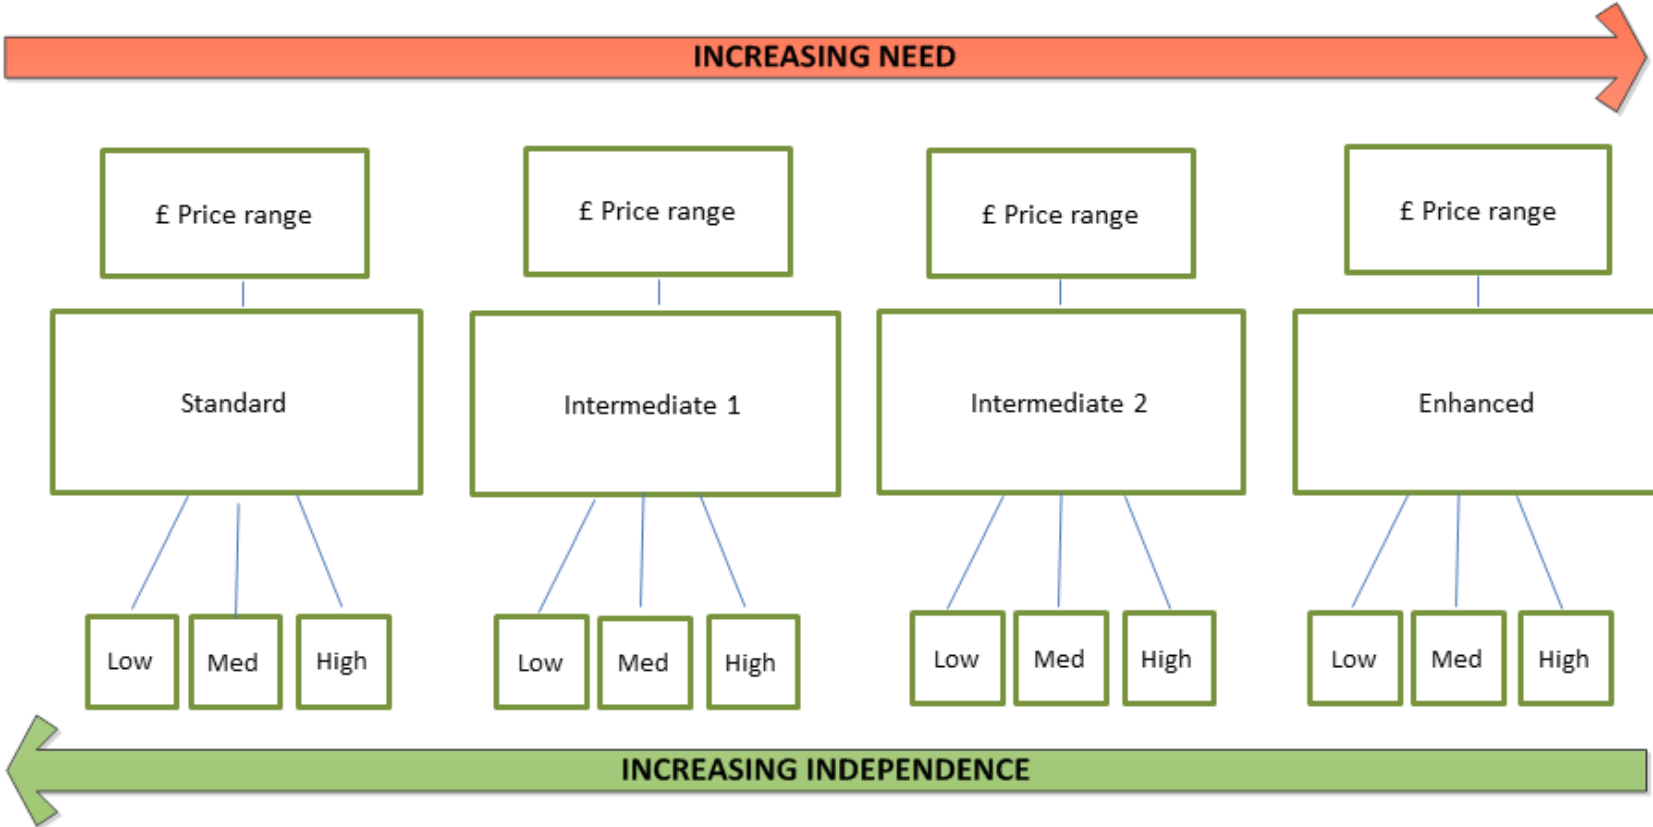 INCREASING NEED
£ Price range
£ Price range
£ Price range
£ Price range
Standard
Intermediate 1
Intermediate 2
Enhanced
Low
Med
High
Low
Med
High
Low
Med
High
Low
Med
High
INCREASING INDEPENDENCE